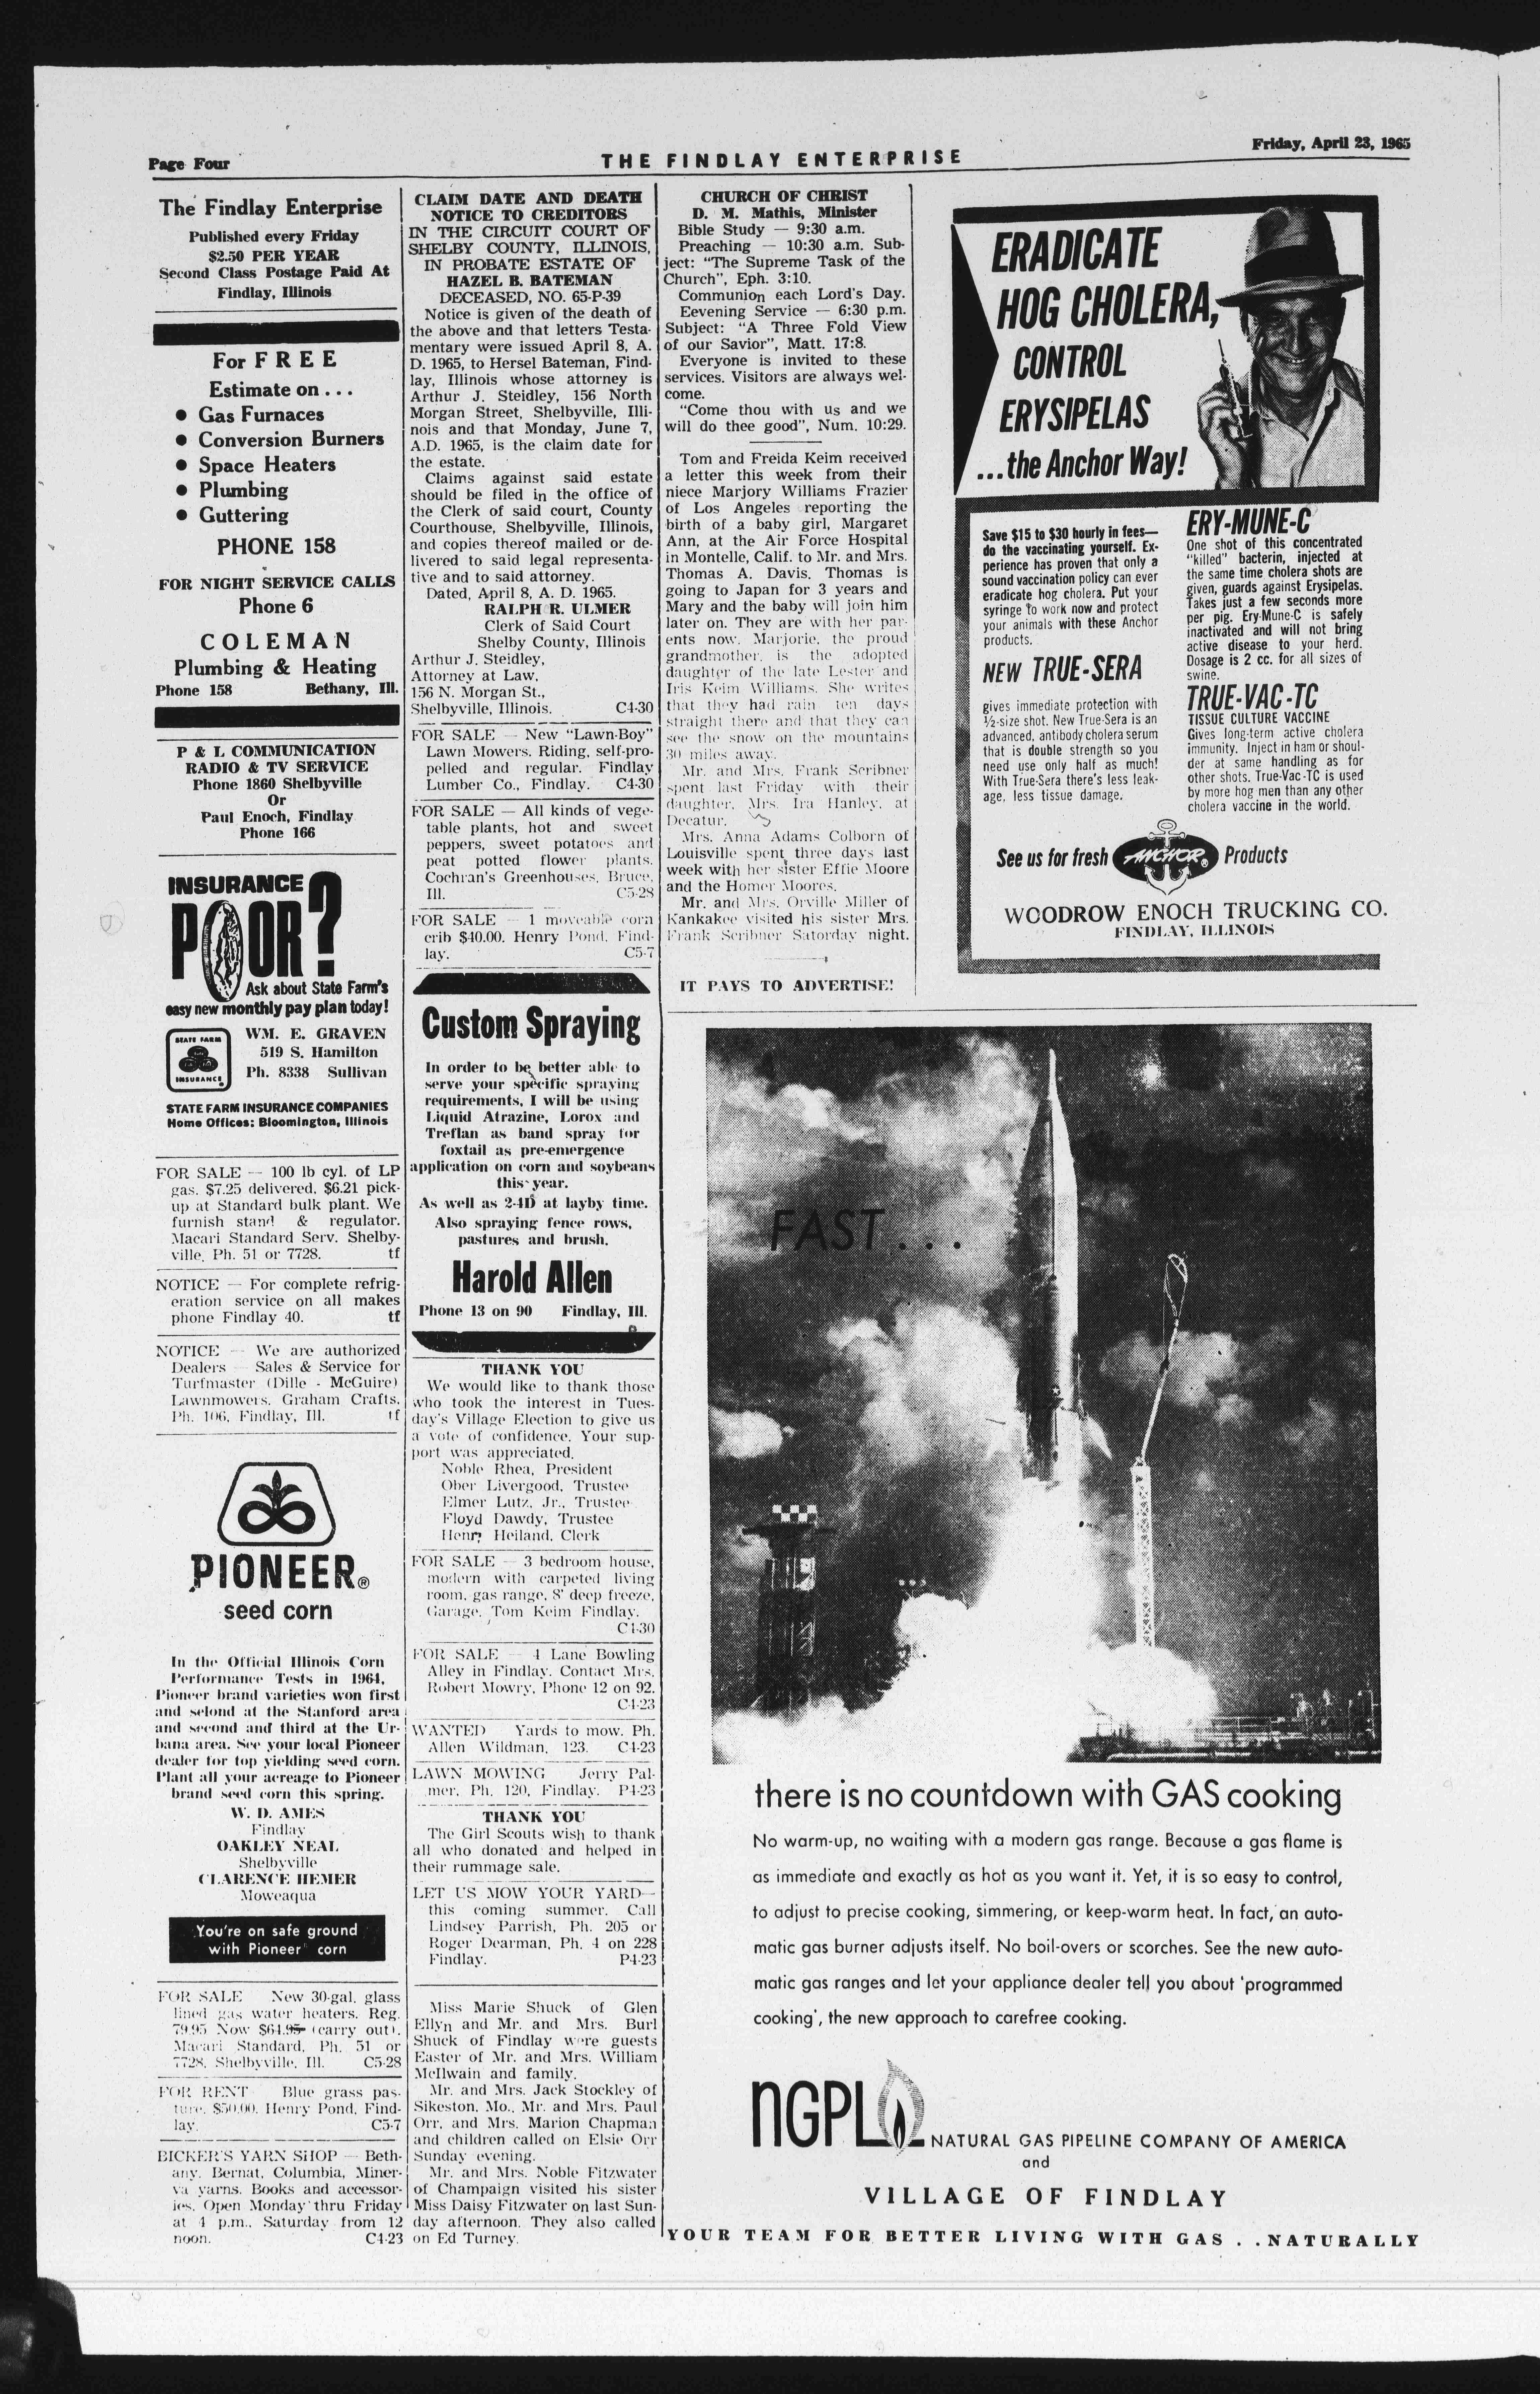 Page Four
THE FINDLAY ENTERPRISE
Friday, April 23, 1965
The Findlay Enterprise
Published every Friday
$2.50 PER YEAR
Second Class Postage Paid At
Findlay, Illinois
For FREE
Estimate on . . .
● Gas Furnaces
● Conversion Burners
● Space Heaters
● Plumbing
● Guttering
PHONE 158
FOR NIGHT SERVICE CALLS
Phone 6
COLEMAN
Plumbing & Heating
Phone 158 Bethany, Ill.
P & L COMMUNICATION
RADIO & TV SERVICE
Phone 1860 Shelbyville
Or
Paul Enoch, Findlay
Phone 166
INSURANCE
POOR?
Ask about State Farm's
easy new monthly pay plan today!
STATE FARM
INSURANCE
WM. E. GRAVEN
519 S. Hamilton
Ph. 8338 Sullivan
STATE FARM INSURANCE COMPANIES
Home Offices: Bloomington, Illinois
FOR SALE — 100 lb cyl. of LP
gas. $7.25 delivered, $6.21 pick-
up at Standard bulk plant. We
furnish stand & regulator.
Macari Standard Serv. Shelby-
ville, Ph. 51 or 7728. tf
NOTICE — For complete refrig-
eration service on all makes
phone Findlay 40. tf
NOTICE — We are authorized
Dealers — Sales & Service for
Turfmaster (Dille - McGuire)
Lawnmowers. Graham Crafts.
Ph. 106, Findlay, Ill. tf
PIONEER®
seed corn
In the Official Illinois Corn
Performance Tests in 1964,
Pioneer brand varieties won first
and selond at the Stanford area
and second and third at the Ur-
bana area. See your local Pioneer
dealer for top yielding seed corn.
Plant all your acreage to Pioneer
brand seed corn this spring.
W. D. AMES
Findlay
OAKLEY NEAL
Shelbyville
CLARENCE HEMER
Moweaqua
You're on safe ground
with Pioneer® corn
FOR SALE New 30-gal. glass
lined gas water heaters. Reg.
79.95 Now $64.95 (carry out).
Macari Standard, Ph. 51 or
7728, Shelbyville, Ill. C5-28
FOR RENT Blue grass pas-
ture. $50.00. Henry Pond, Find-
lay. C5-7
BICKER'S YARN SHOP — Beth-
any. Bernat, Columbia, Miner-
va yarns. Books and accessor-
ies. Open Monday thru Friday
at 4 p.m., Saturday from 12
noon. C4-23
CLAIM DATE AND DEATH
NOTICE TO CREDITORS
IN THE CIRCUIT COURT OF
SHELBY COUNTY, ILLINOIS,
IN PROBATE ESTATE OF
HAZEL B. BATEMAN
DECEASED, NO. 65-P-39
Notice is given of the death of
the above and that letters Testa-
mentary were issued April 8, A.
D. 1965, to Hersel Bateman, Find-
lay, Illinois whose attorney is
Arthur J. Steidley, 156 North
Morgan Street, Shelbyville, Illi-
nois and that Monday, June 7,
A.D. 1965, is the claim date for
the estate.
Claims against said estate
should be filed in the office of
the Clerk of said court, County
Courthouse, Shelbyville, Illinois,
and copies thereof mailed or de-
livered to said legal representa-
tive and to said attorney.
Dated, April 8, A. D. 1965.
RALPH R. ULMER
Clerk of Said Court
Shelby County, Illinois
Arthur J. Steidley,
Attorney at Law,
156 N. Morgan St.,
Shelbyville, Illinois. C4-30
FOR SALE — New "Lawn-Boy"
Lawn Mowers. Riding, self-pro-
pelled and regular. Findlay
Lumber Co., Findlay. C4-30
FOR SALE — All kinds of vege-
table plants, hot and sweet
peppers, sweet potatoes and
peat potted flower plants.
Cochran's Greenhouses, Bruce,
Ill. C5-28
FOR SALE — 1 moveable corn
crib $40.00. Henry Pond, Find-
lay. C5-7
Custom Spraying
In order to be better able to
serve your specific spraying
requirements, I will be using
Liquid Atrazine, Lorox and
Treflan as band spray for
foxtail as pre-emergence
application on corn and soybeans
this year.
As well as 2-4D at layby time.
Also spraying fence rows,
pastures and brush.
Harold Allen
Phone 13 on 90 Findlay, Ill.
THANK YOU
We would like to thank those
who took the interest in Tues-
day's Village Election to give us
a vote of confidence. Your sup-
port was appreciated.
Noble Rhea, President
Ober Livergood, Trustee
Elmer Lutz, Jr., Trustee
Floyd Dawdy, Trustee
Henry Heiland, Clerk
FOR SALE — 3 bedroom house,
modern with carpeted living
room, gas range, 8' deep freeze,
Garage. Tom Keim Findlay.
C4-30
FOR SALE — 4 Lane Bowling
Alley in Findlay. Contact Mrs.
Robert Mowry, Phone 12 on 92.
C4-23
WANTED Yards to mow. Ph.
Allen Wildman, 123. C4-23
LAWN MOWING Jerry Pal-
mer, Ph. 120, Findlay. P4-23
THANK YOU
The Girl Scouts wish to thank
all who donated and helped in
their rummage sale.
LET US MOW YOUR YARD—
this coming summer. Call
Lindsey Parrish, Ph. 205 or
Roger Dearman, Ph. 4 on 228
Findlay. P4-23
Miss Marie Shuck of Glen
Ellyn and Mr. and Mrs. Burl
Shuck of Findlay were guests
Easter of Mr. and Mrs. William
McIlwain and family.
Mr. and Mrs. Jack Stockley of
Sikeston, Mo., Mr. and Mrs. Paul
Orr, and Mrs. Marion Chapman
and children called on Elsie Orr
Sunday evening.
Mr. and Mrs. Noble Fitzwater
of Champaign visited his sister
Miss Daisy Fitzwater on last Sun-
day afternoon. They also called
on Ed Turney.
CHURCH OF CHRIST
D. M. Mathis, Minister
Bible Study — 9:30 a.m.
Preaching — 10:30 a.m. Sub-
ject: "The Supreme Task of the
Church", Eph. 3:10.
Communion each Lord's Day.
Eevening Service — 6:30 p.m.
Subject: "A Three Fold View
of our Savior", Matt. 17:8.
Everyone is invited to these
services. Visitors are always wel-
come.
"Come thou with us and we
will do thee good", Num. 10:29.
Tom and Freida Keim received
a letter this week from their
niece Marjory Williams Frazier
of Los Angeles reporting the
birth of a baby girl, Margaret
Ann, at the Air Force Hospital
in Montelle, Calif. to Mr. and Mrs.
Thomas A. Davis. Thomas is
going to Japan for 3 years and
Mary and the baby will join him
later on. They are with her par-
ents now. Marjorie, the proud
grandmother, is the adopted
daughter of the late Lester and
Iris Keim Williams. She writes
that they had rain ten days
straight there and that they can
see the snow on the mountains
30 miles away.
Mr. and Mrs. Frank Scribner
spent last Friday with their
daughter, Mrs. Ira Hanley, at
Decatur.
Mrs. Anna Adams Colborn of
Louisville spent three days last
week with her sister Effie Moore
and the Homer Moores.
Mr. and Mrs. Orville Miller of
Kankakee visited his sister Mrs.
Frank Scribner Satorday night.
IT PAYS TO ADVERTISE!
ERADICATE
HOG CHOLERA,
CONTROL
ERYSIPELAS
...the Anchor Way!
Save $15 to $30 hourly in fees—
do the vaccinating yourself. Ex-
perience has proven that only a
sound vaccination policy can ever
eradicate hog cholera. Put your
syringe to work now and protect
your animals with these Anchor
products.
NEW TRUE-SERA
gives immediate protection with
½-size shot. New True-Sera is an
advanced, antibody cholera serum
that is double strength so you
need use only half as much!
With True-Sera there's less leak-
age, less tissue damage.
ERY-MUNE-C
One shot of this concentrated
"killed" bacterin, injected at
the same time cholera shots are
given, guards against Erysipelas.
Takes just a few seconds more
per pig. Ery-Mune-C is safely
inactivated and will not bring
active disease to your herd.
Dosage is 2 cc. for all sizes of
swine.
TRUE-VAC-TC
TISSUE CULTURE VACCINE
Gives long-term active cholera
immunity. Inject in ham or shoul-
der at same handling as for
other shots. True-Vac-TC is used
by more hog men than any other
cholera vaccine in the world.
See us for fresh ANCHOR® Products
WOODROW ENOCH TRUCKING CO.
FINDLAY, ILLINOIS
FAST . . .
there is no countdown with GAS cooking
No warm-up, no waiting with a modern gas range. Because a gas flame is
as immediate and exactly as hot as you want it. Yet, it is so easy to control,
to adjust to precise cooking, simmering, or keep-warm heat. In fact, an auto-
matic gas burner adjusts itself. No boil-overs or scorches. See the new auto-
matic gas ranges and let your appliance dealer tell you about 'programmed
cooking', the new approach to carefree cooking.
NGPL
NATURAL GAS PIPELINE COMPANY OF AMERICA
and
VILLAGE OF FINDLAY
YOUR TEAM FOR BETTER LIVING WITH GAS . . NATURALLY